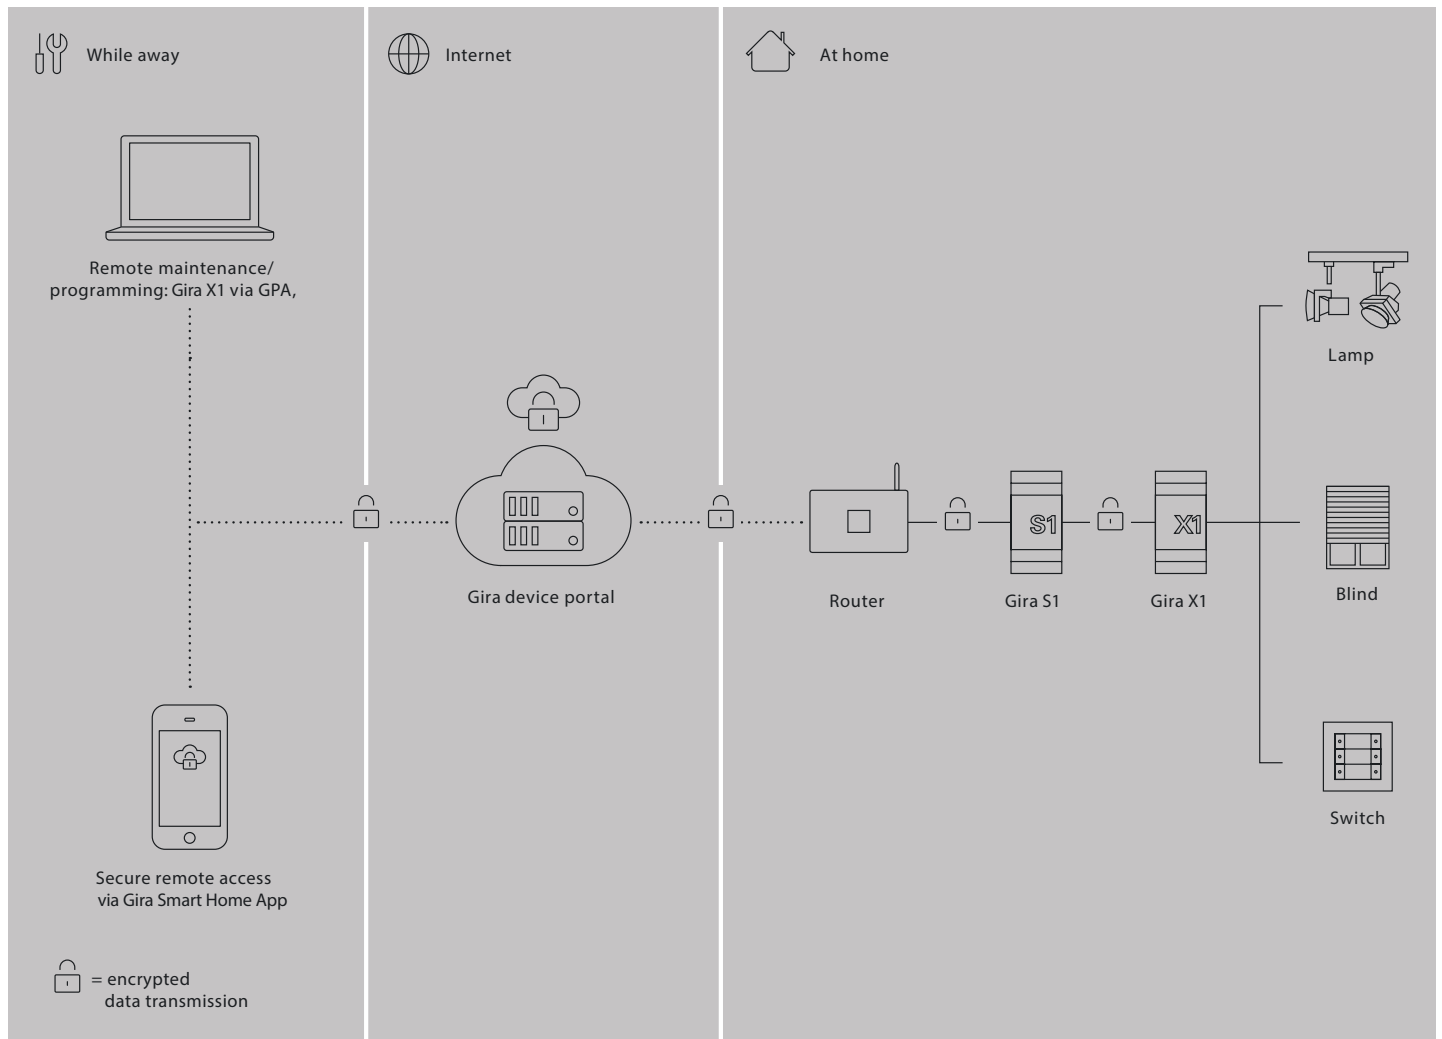 While away
Internet
At home
Remote maintenance/
programming: Gira X1 via GPA,
Lamp
Gira device portal
S1
X1
Router
Gira S1
Gira X1
Blind
Switch
Secure remote access
via Gira Smart Home App
= encrypted
data transmission